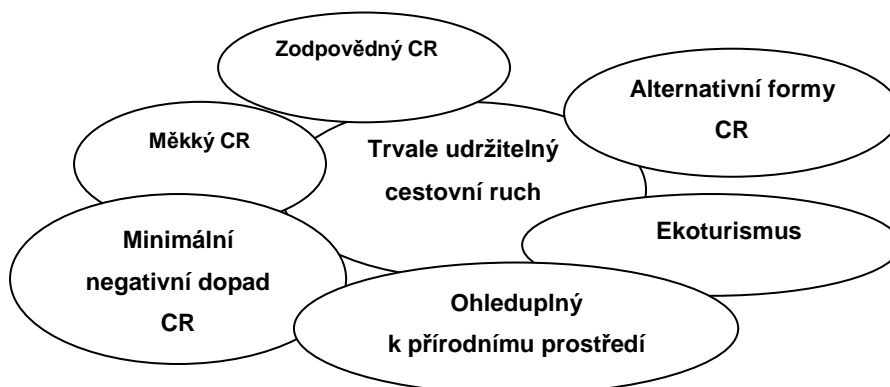 Zodpovědný CR
Alternativní formy
CR
Měkký CR
Trvale udržitelný
cestovní ruch
Ekoturismus
Minimální
negativní dopad
CR
Ohleduplný
k přírodnímu prostředí